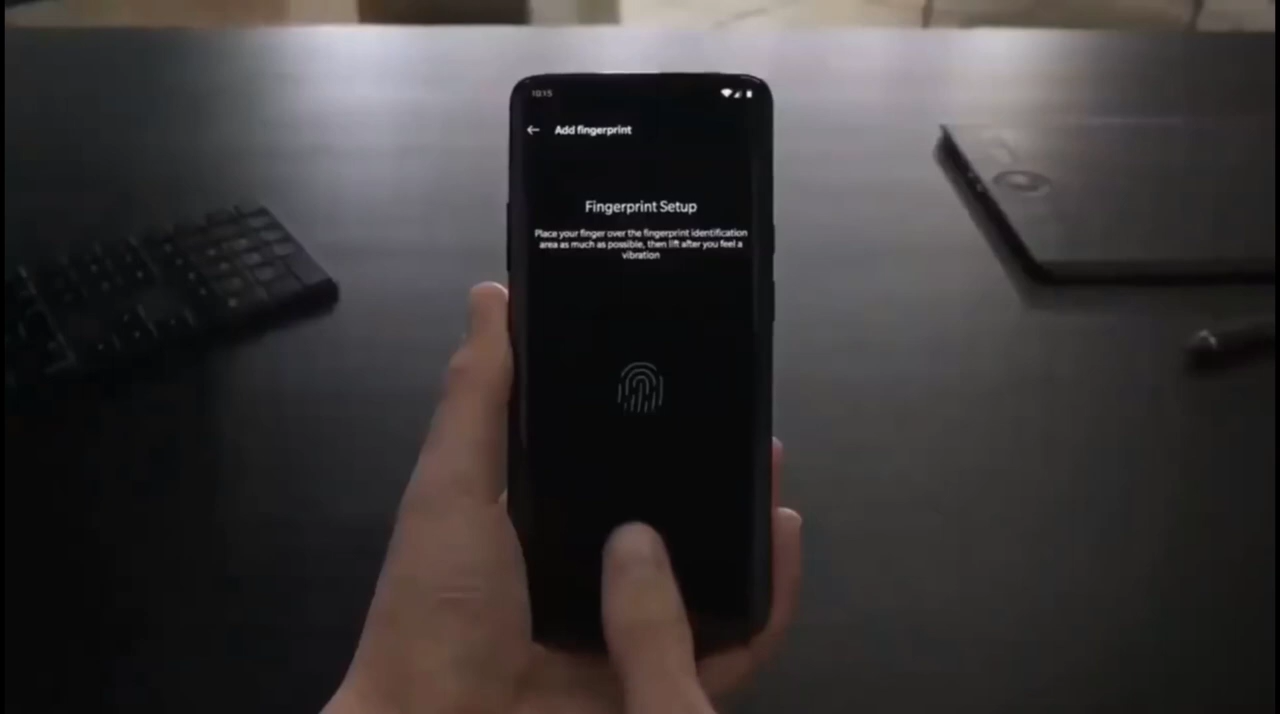 10:15
Add fingerprint
Fingerprint Setup
Place your finger over the fingerprint identification
area as much as possible, then lift after you feel a
vibration